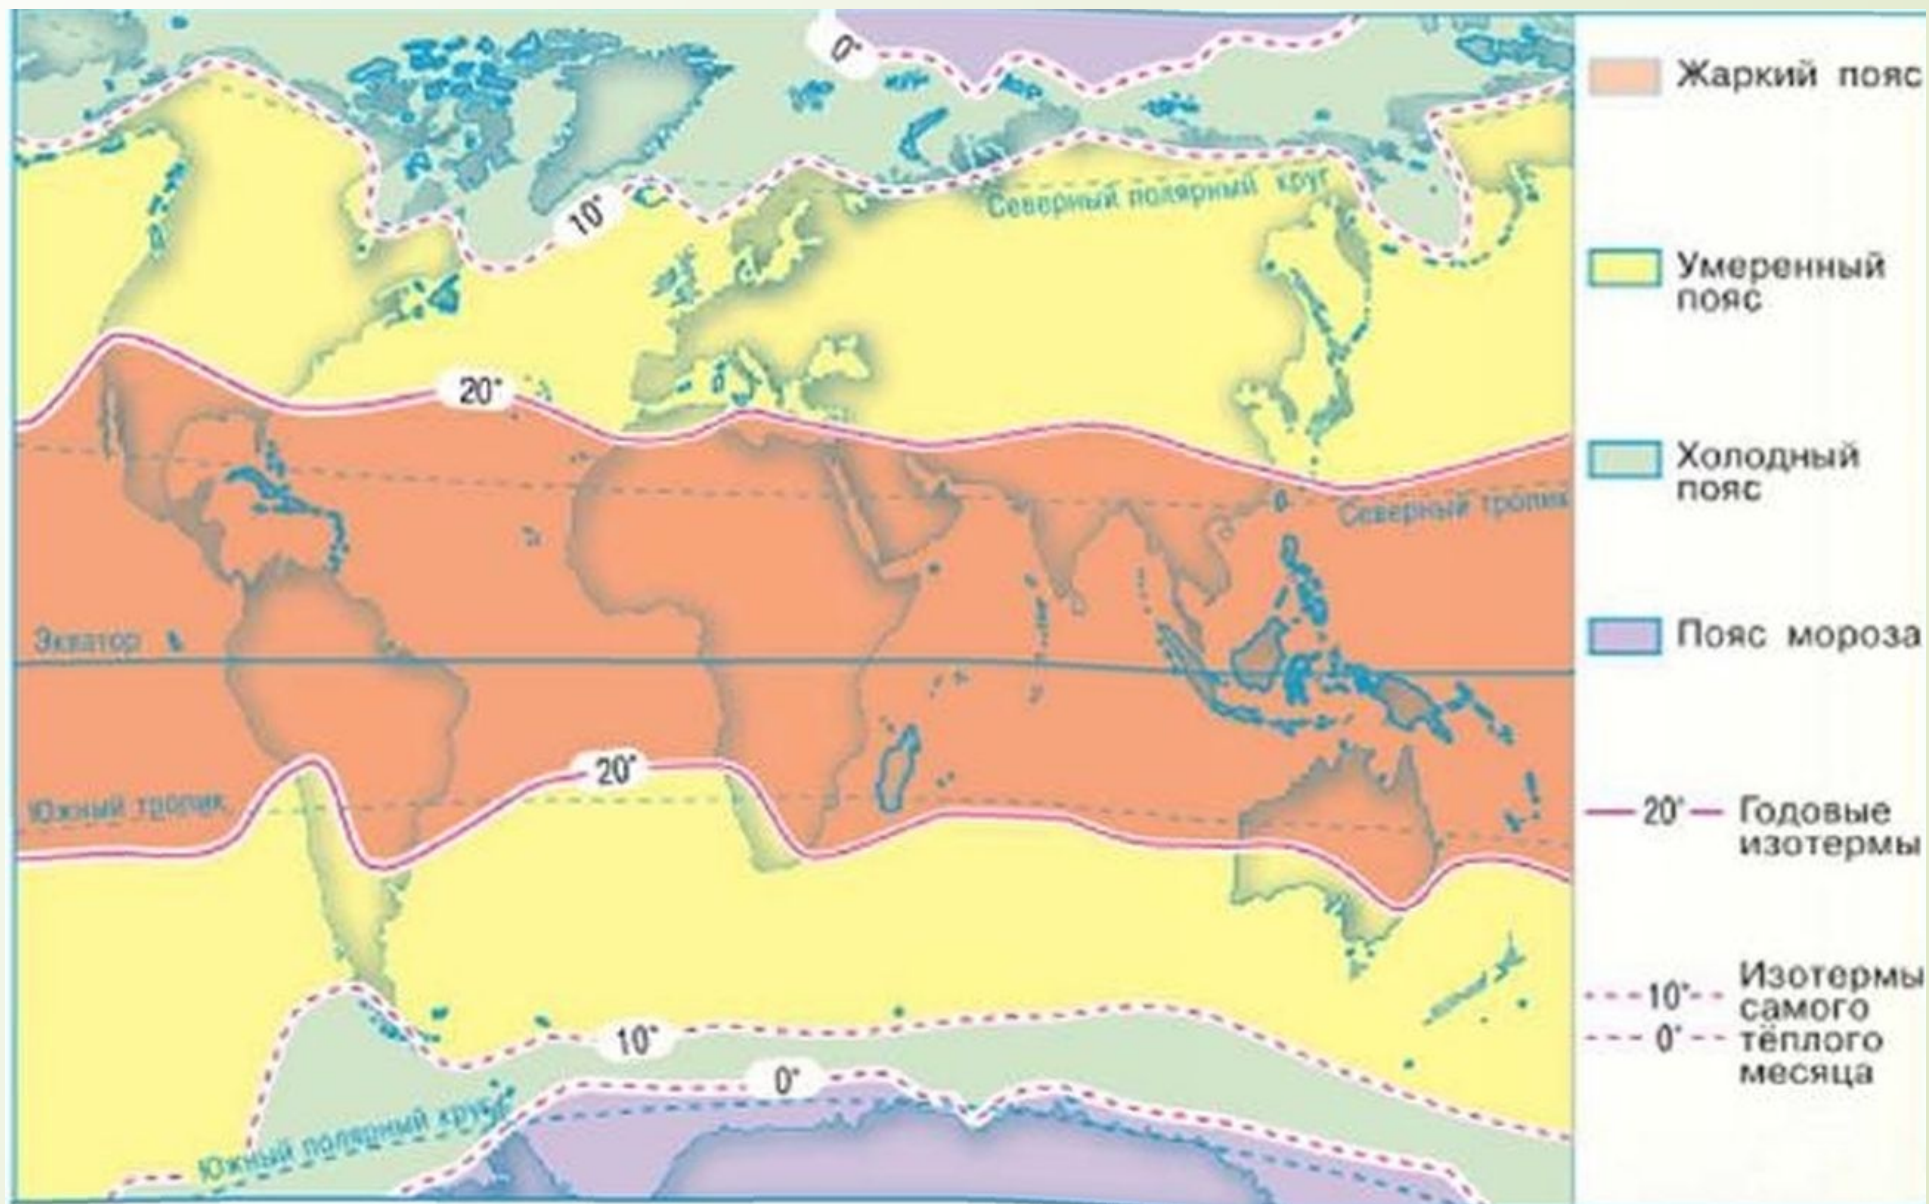 0°
10°
Северный полярный круг
20°
Северный тропик
Экватор
20°
Южный тропик
10°
0°
Южный полярный круг
Жаркий пояс
Умеренный
пояс
Холодный
пояс
Пояс мороза
20°
Годовые
изотермы
10°
0°
Изотермы
самого
тёплого
месяца